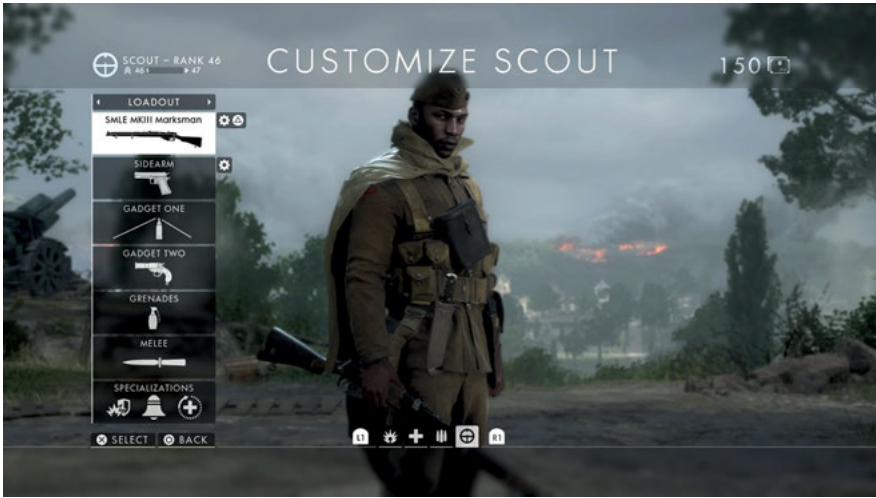 SCOUT – RANK 46
46 47
CUSTOMIZE SCOUT
150
LOADOUT
SMLE MKIII Marksman
SIDEARM
GADGET ONE
GADGET TWO
GRENADES
MELEE
SPECIALIZATIONS
SELECT BACK
L1 R1